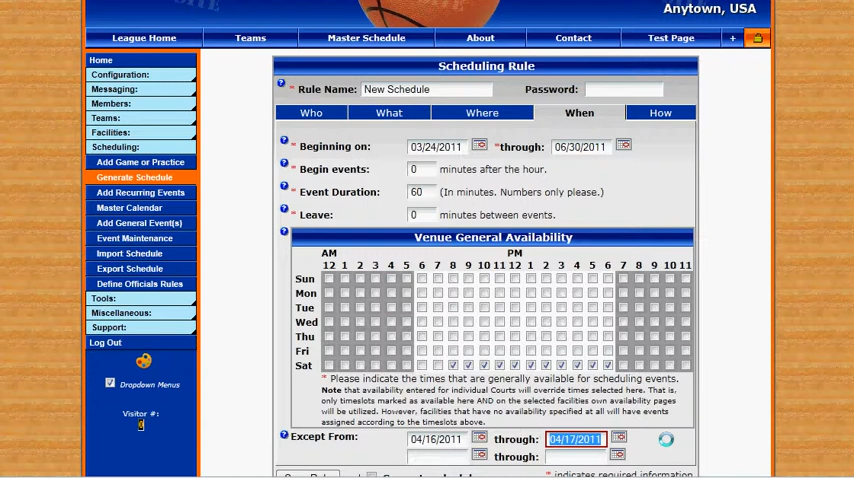 Anytown, USA
League Home Teams Master Schedule About Contact Test Page +
Home
Configuration:
Messaging:
Members:
Teams:
Facilities:
Scheduling:
Add Game or Practice
Generate Schedule
Add Recurring Events
Master Calendar
Add General Event(s)
Event Maintenance
Import Schedule
Export Schedule
Define Officials Rules
Tools:
Miscellaneous:
Support:
Log Out
Dropdown Menus
Visitor #:
0
Scheduling Rule
* Rule Name: New Schedule Password:
Who What Where When How
* Beginning on: 03/24/2011 *through: 06/30/2011
* Begin events: 0 minutes after the hour.
* Event Duration: 60 (In minutes. Numbers only please.)
* Leave: 0 minutes between events.
Venue General Availability
AM PM
12 1 2 3 4 5 6 7 8 9 10 11 12 1 2 3 4 5 6 7 8 9 10 11
Sun
Mon
Tue
Wed
Thu
Fri
Sat
* Please indicate the times that are generally available for scheduling events.
Note that availability entered for individual Courts will override times selected here. That is,
only timeslots marked as available here AND on the selected facilities own availability pages
will be utilized. However, facilities that have no availability specified at all will have events
assigned according to the timeslots above.
Except From: 04/16/2011 through: 04/17/2011
through:
* indicates required information